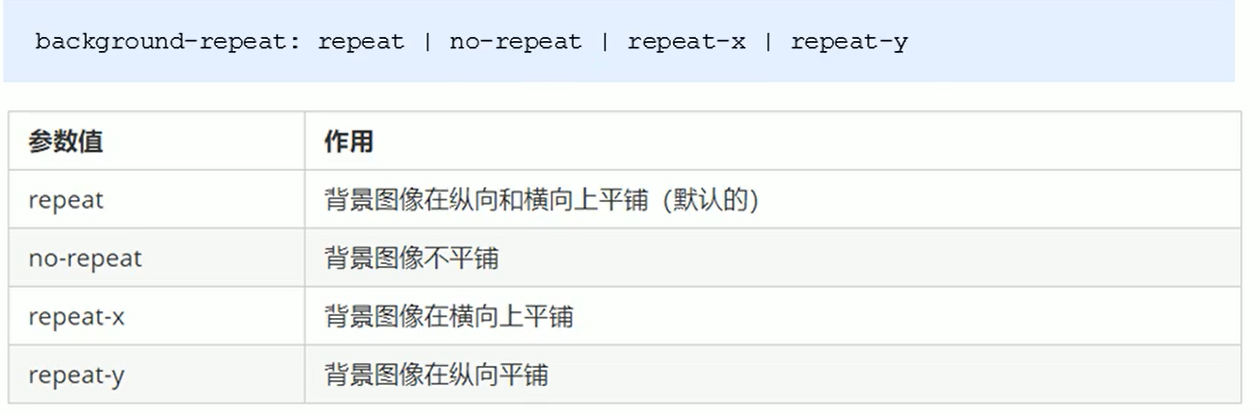 background-repeat: repeat | no-repeat | repeat-x | repeat-y
参数值 作用
repeat 背景图像在纵向和横向上平铺（默认的）
no-repeat 背景图像不平铺
repeat-x 背景图像在横向上平铺
repeat-y 背景图像在纵向平铺